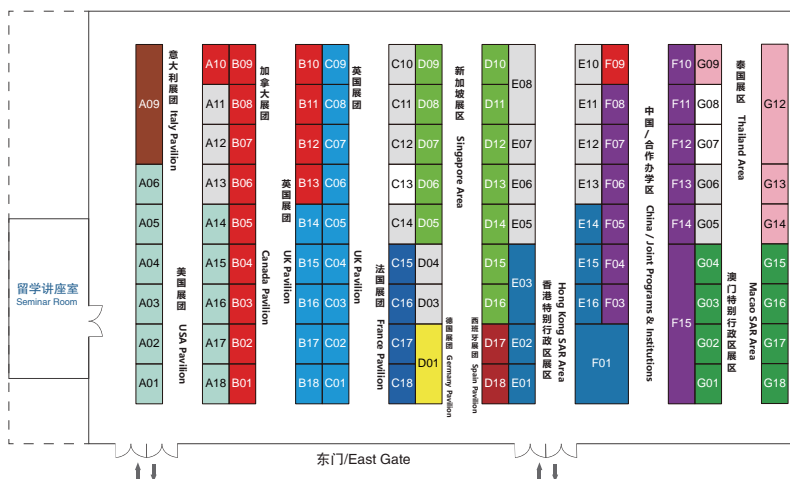 A09
A06
A05
A04
A03
A02
A01
意大利展团 Italy Pavilion
美国展团 USA Pavilion
留学讲座室
Seminar Room
A10 B09
A11 B08
A12 B07
A13 B06
A14 B05
A15 B04
A16 B03
A17 B02
A18 B01
加拿大展团
Canada Pavilion
英国展团
UK Pavilion
B10 C09
B11 C08
B12 C07
B13 C06
B14 C05
B15 C04
B16 C03
B17 C02
B18 C01
英国展团
UK Pavilion
法国展团 France Pavilion
C10 D09
C11 D08
C12 D07
C13 D06
C14 D05
C15 D04
C16 D03
C17 D01
C18
新加坡展区 Singapore Area
德国展团 Germany Pavilion
西班牙展团 Spain Pavilion
D10 E08
D11
D12 E07
D13 E06
D14 E05
D15 E03
D16
D17 E02
D18 E01
香港特别行政区展区
Hong Kong SAR Area
E10 F09
E11 F08
E12 F07
E13 F06
E14 F05
E15 F04
E16 F03
F01
中国/合作办学区 China / Joint Programs & Institutions
F10 G09
F11 G08
F12 G07
F13 G06
F14 G05
F15 G04
G03
G02
G01
泰国展区 Thailand Area
澳门特别行政区展区
Macao SAR Area
G12
G13
G14
G15
G16
G17
G18
东门/East Gate